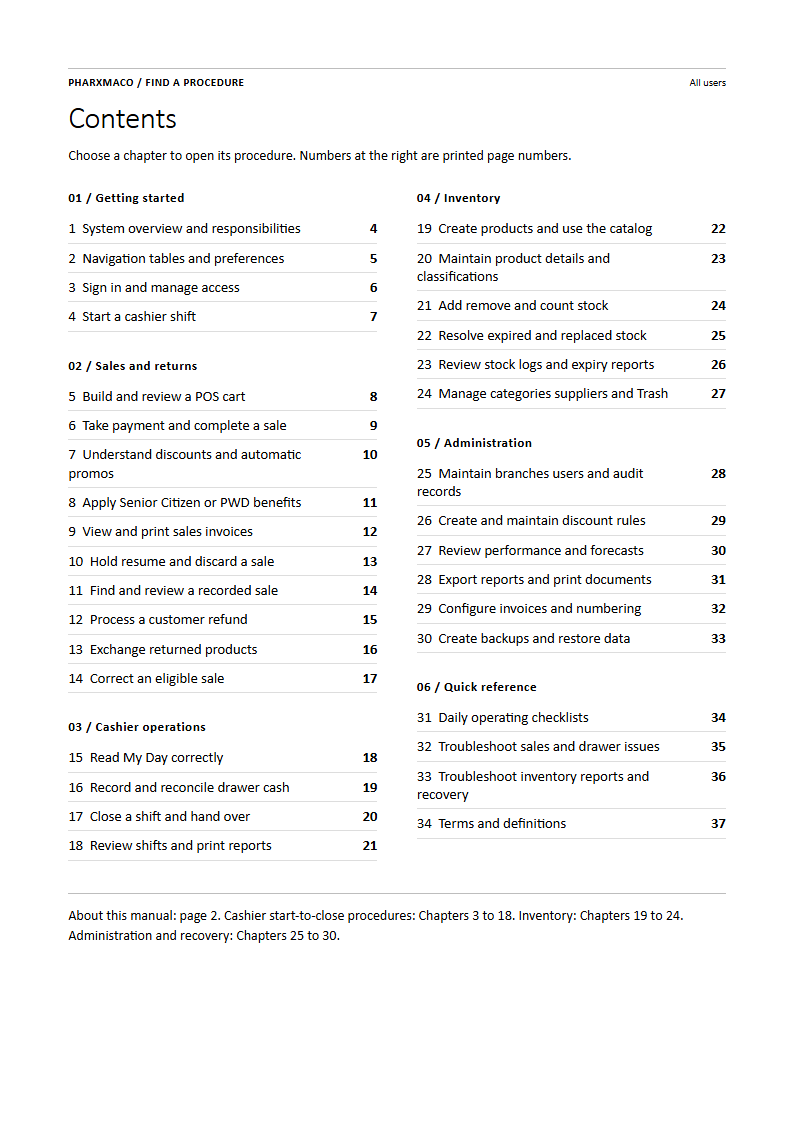 PHARXMACO / FIND A PROCEDURE
All users
Contents
Choose a chapter to open its procedure. Numbers at the right are printed page numbers.
01 / Getting started
1 System overview and responsibilities 4
2 Navigation tables and preferences 5
3 Sign in and manage access 6
4 Start a cashier shift 7
02 / Sales and returns
5 Build and review a POS cart 8
6 Take payment and complete a sale 9
7 Understand discounts and automatic 10
promos
8 Apply Senior Citizen or PWD benefits 11
9 View and print sales invoices 12
10 Hold resume and discard a sale 13
11 Find and review a recorded sale 14
12 Process a customer refund 15
13 Exchange returned products 16
14 Correct an eligible sale 17
03 / Cashier operations
15 Read My Day correctly 18
16 Record and reconcile drawer cash 19
17 Close a shift and hand over 20
18 Review shifts and print reports 21
04 / Inventory
19 Create products and use the catalog 22
20 Maintain product details and 23
classifications
21 Add remove and count stock 24
22 Resolve expired and replaced stock 25
23 Review stock logs and expiry reports 26
24 Manage categories suppliers and Trash 27
05 / Administration
25 Maintain branches users and audit 28
records
26 Create and maintain discount rules 29
27 Review performance and forecasts 30
28 Export reports and print documents 31
29 Configure invoices and numbering 32
30 Create backups and restore data 33
06 / Quick reference
31 Daily operating checklists 34
32 Troubleshoot sales and drawer issues 35
33 Troubleshoot inventory reports and 36
recovery
34 Terms and definitions 37
About this manual: page 2. Cashier start-to-close procedures: Chapters 3 to 18. Inventory: Chapters 19 to 24.
Administration and recovery: Chapters 25 to 30.